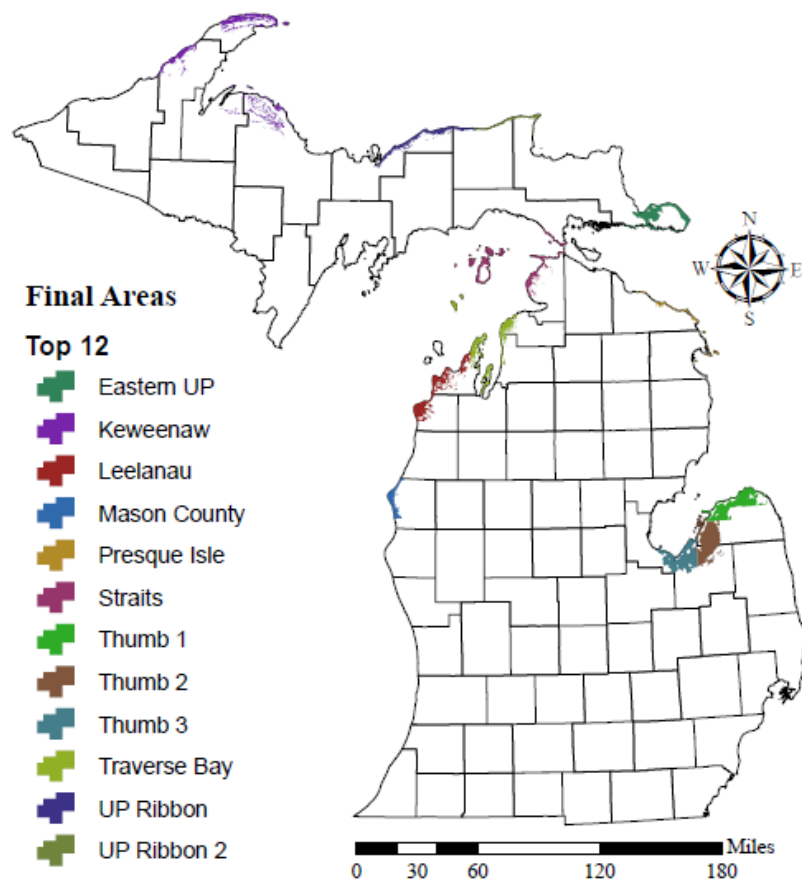 N
W E
S
Final Areas
Top 12
Eastern UP
Keweenaw
Leelanau
Mason County
Presque Isle
Straits
Thumb 1
Thumb 2
Thumb 3
Traverse Bay
UP Ribbon
UP Ribbon 2
Miles
0 30 60 120 180